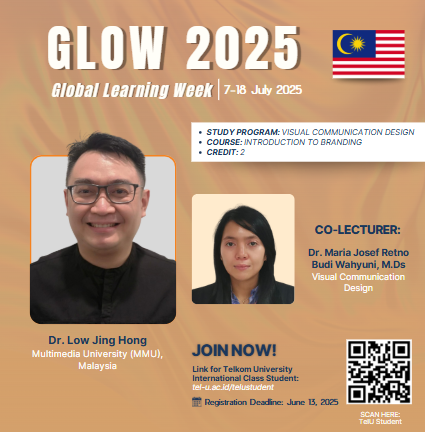 GLOW 2025
Global Learning Week
7-18 July 2025
• STUDY PROGRAM: VISUAL COMMUNICATION DESIGN
• COURSE: INTRODUCTION TO BRANDING
• CREDIT: 2
Dr. Low Jing Hong
Multimedia University (MMU),
Malaysia
CO-LECTURER:
Dr. Maria Josef Retno
Budi Wahyuni, M.Ds
Visual Communication
Design
JOIN NOW!
Link for Telkom University
International Class Student:
tel-u.ac.id/telustudent
Registration Deadline: June 13, 2025
SCAN HERE:
TelU Student